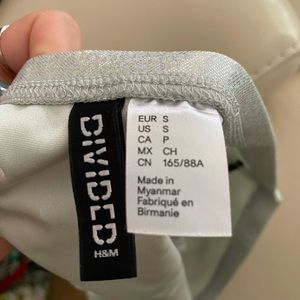 DIVIDED
H&M
EUR S
US S
CA P
MX CH
CN 165/88A
Made in
Myanmar
Fabriqué en
Birmanie